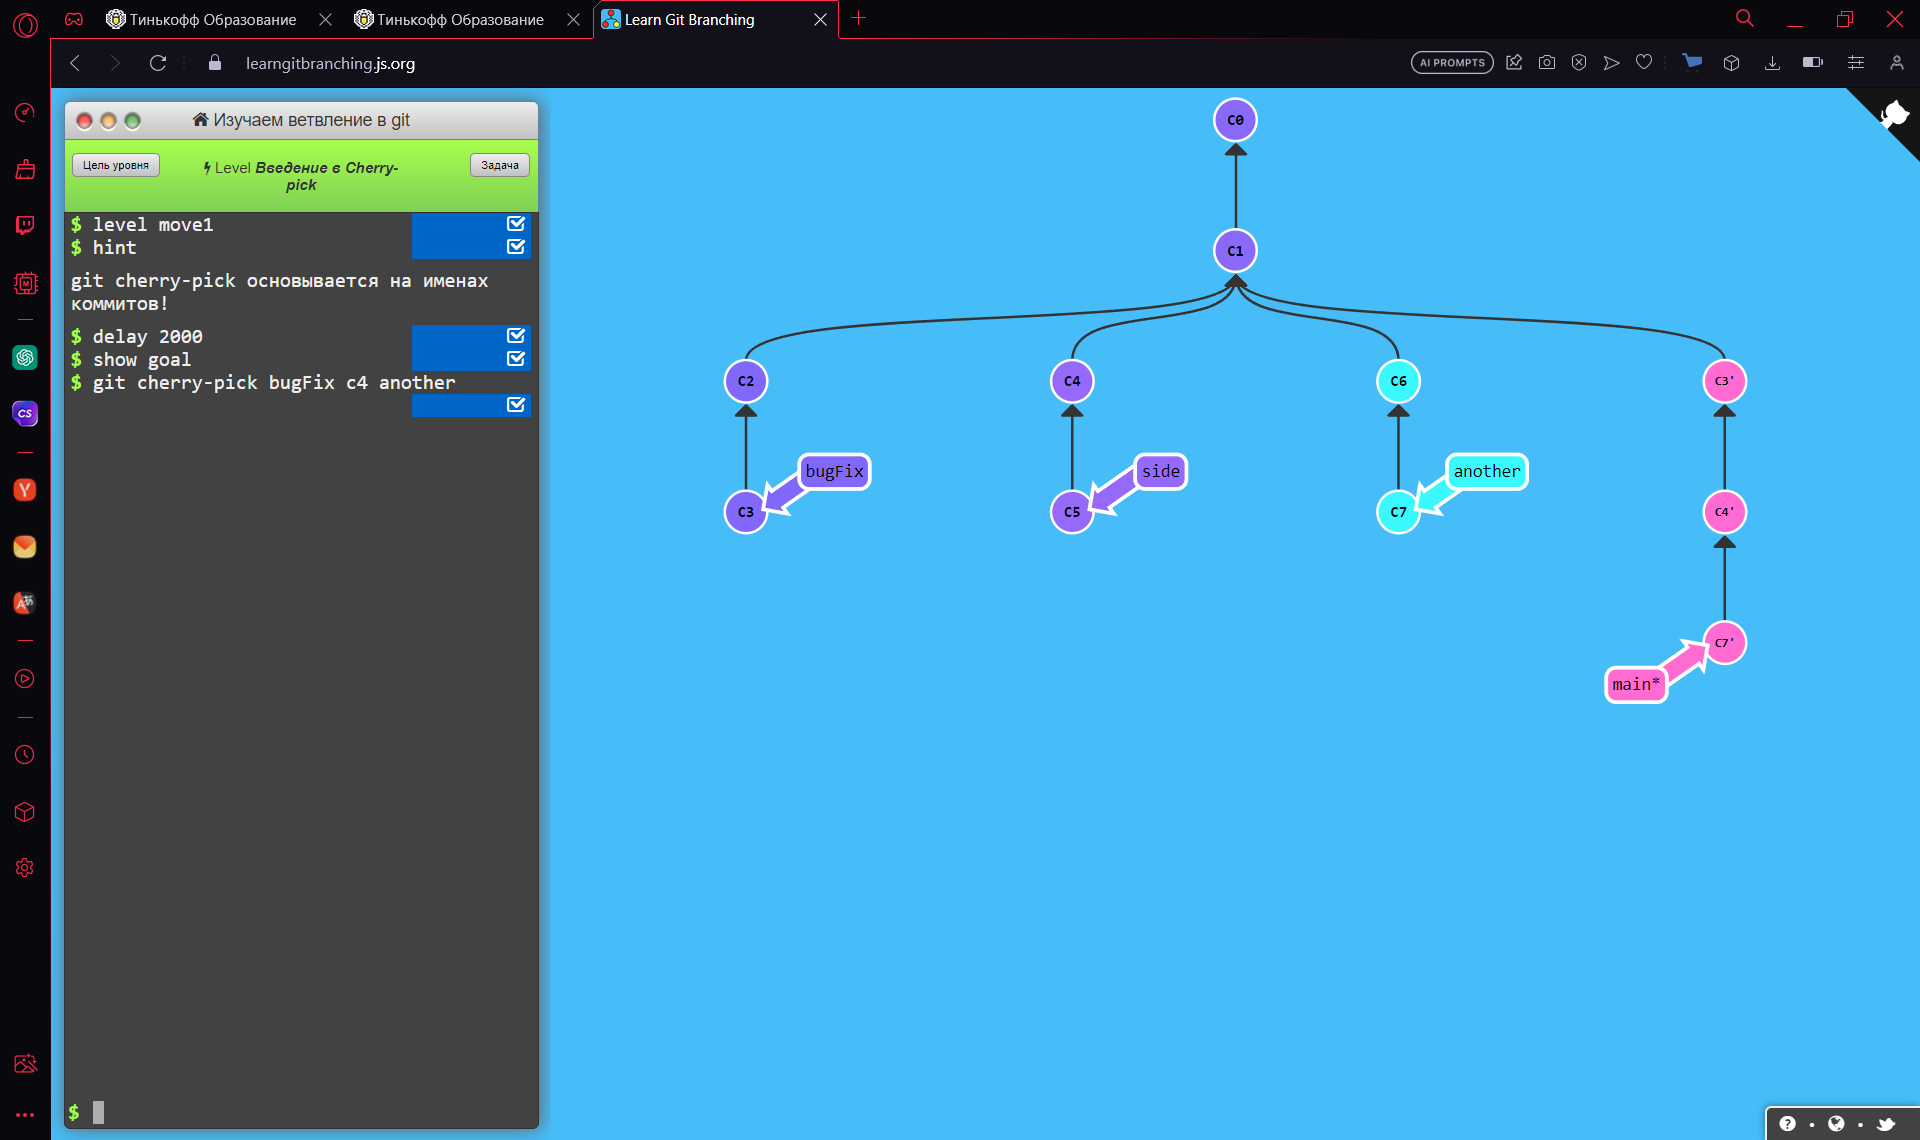 Тинькофф Образование
Тинькофф Образование
Learn Git Branching
learngitbranching.js.org
AI PROMPTS
Изучаем ветвление в git
Цель уровня
Level Введение в Cherry-
pick
Задача
$ level move1
$ hint
git cherry-pick основывается на именах
коммитов!
$ delay 2000
$ show goal
$ git cherry-pick bugFix c4 another
$
C0
C1
C2
C4
C6
C3'
bugFix
side
another
C3
C5
C7
C4'
C7'
main*
CS
M
Y
?